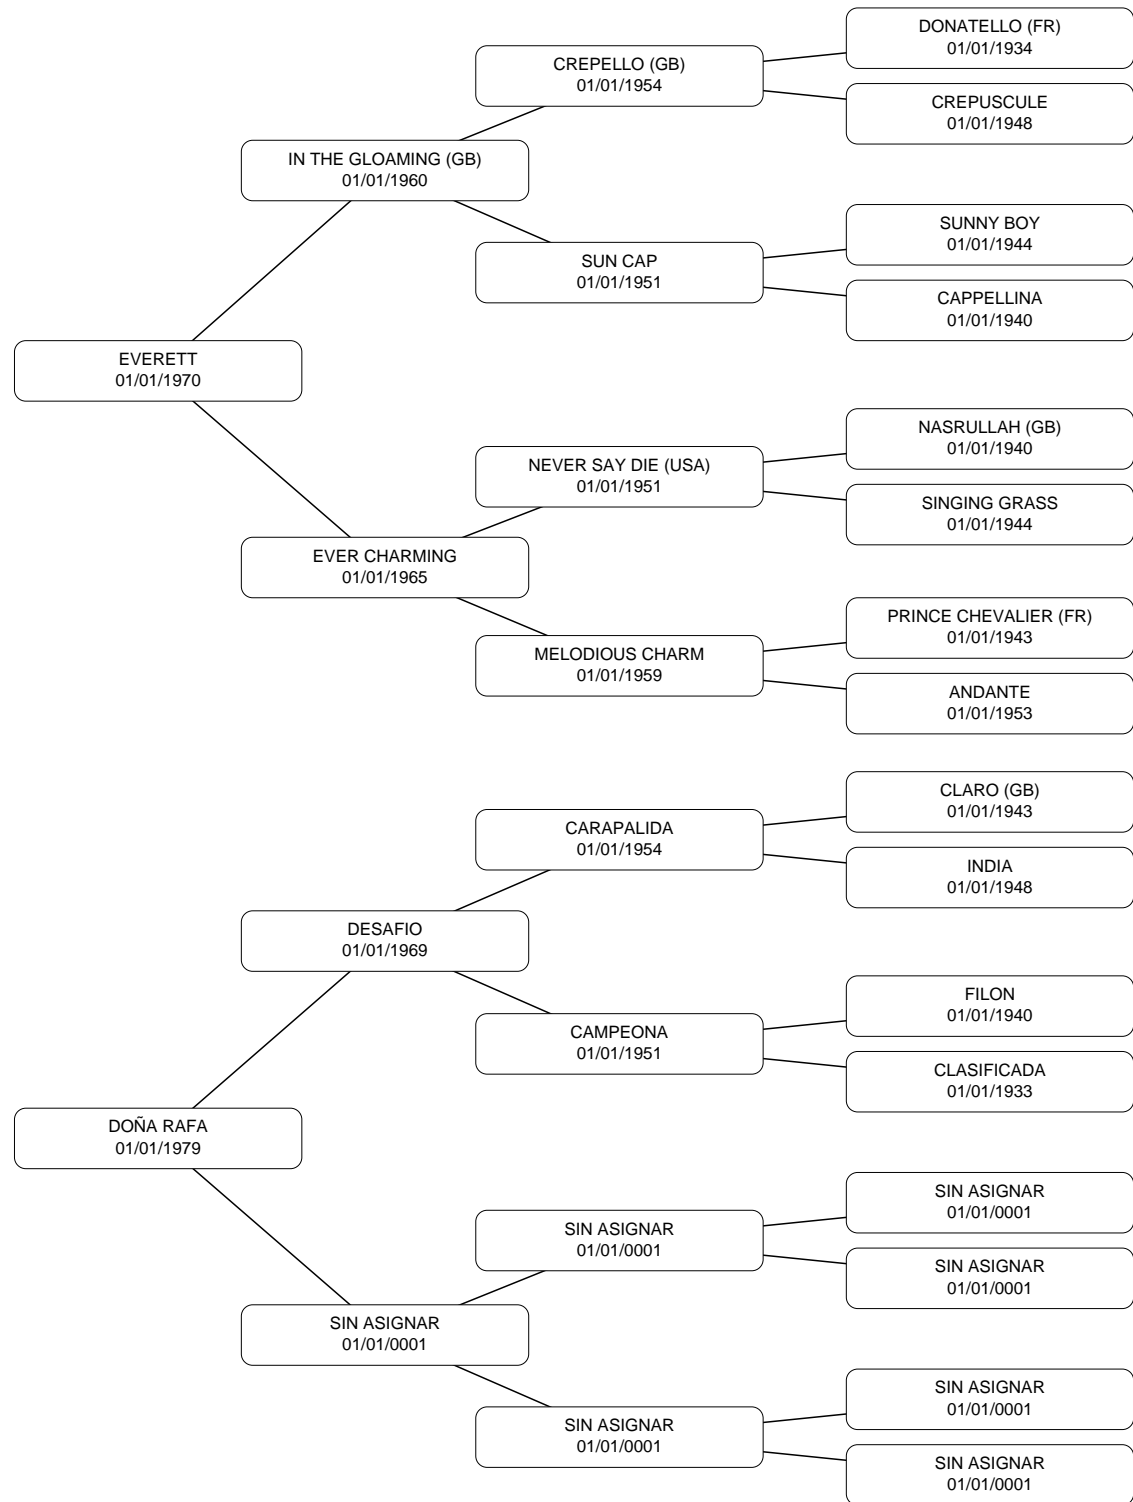 DONATELLO (FR)
01/01/1934
CREPELLO (GB)
01/01/1954
CREPUSCULE
01/01/1948
IN THE GLOAMING (GB)
01/01/1960
SUNNY BOY
01/01/1944
SUN CAP
01/01/1951
CAPPELLINA
01/01/1940
EVERETT
01/01/1970
NASRULLAH (GB)
01/01/1940
NEVER SAY DIE (USA)
01/01/1951
SINGING GRASS
01/01/1944
EVER CHARMING
01/01/1965
PRINCE CHEVALIER (FR)
01/01/1943
MELODIOUS CHARM
01/01/1959
ANDANTE
01/01/1953
CLARO (GB)
01/01/1943
CARAPALIDA
01/01/1954
INDIA
01/01/1948
DESAFIO
01/01/1969
FILON
01/01/1940
CAMPEONA
01/01/1951
CLASIFICADA
01/01/1933
DOÑA RAFA
01/01/1979
SIN ASIGNAR
01/01/0001
SIN ASIGNAR
01/01/0001
SIN ASIGNAR
01/01/0001
SIN ASIGNAR
01/01/0001
SIN ASIGNAR
01/01/0001
SIN ASIGNAR
01/01/0001
SIN ASIGNAR
01/01/0001